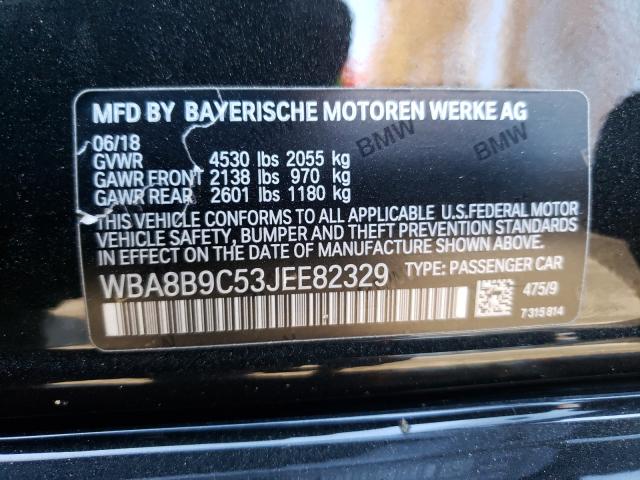 MFD BY BAYERISCHE MOTOREN WERKE AG
06/18
GVWR 4530 lbs 2055 kg
GAWR FRONT 2138 lbs 970 kg
GAWR REAR 2601 lbs 1180 kg
THIS VEHICLE CONFORMS TO ALL APPLICABLE U.S.FEDERAL MOTOR
VEHICLE SAFETY, BUMPER AND THEFT PREVENTION STANDARDS
IN EFFECT ON THE DATE OF MANUFACTURE SHOWN ABOVE.
WBA8B9C53JEE82329 TYPE: PASSENGER CAR
475/9
7 315 814
BMW
BMW